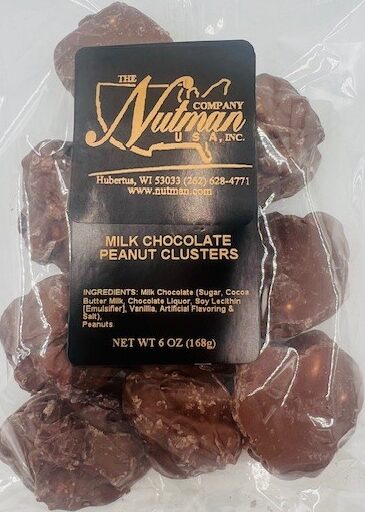 THE
COMPANY
Nutman
U S A, INC.
Hubertus, WI 53033 (262) 628-4771
www.nutman.com
MILK CHOCOLATE
PEANUT CLUSTERS
INGREDIENTS: Milk Chocolate (Sugar, Cocoa
Butter Milk, Chocolate Liquor, Soy Lecithin
[Emulsifier], Vanillia, Artificial Flavoring &
Salt),
Peanuts
NET WT 6 OZ (168g)